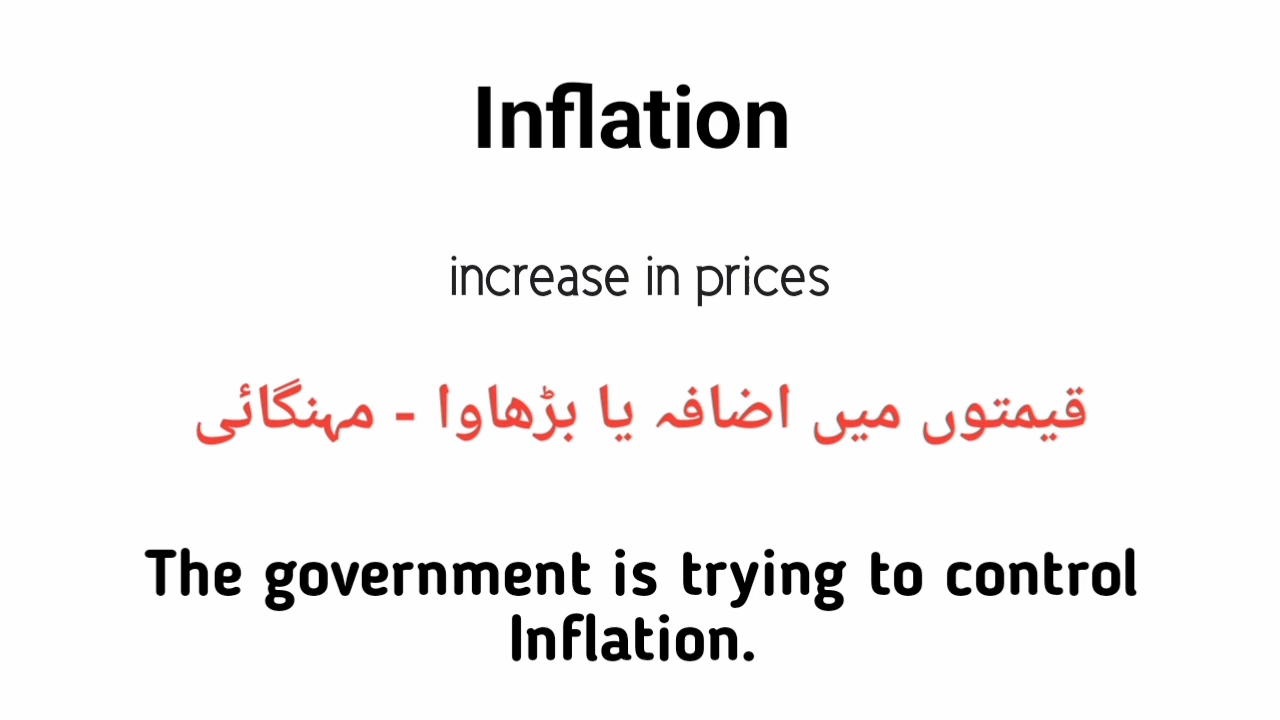 Inflation
increase in prices
قیمتوں میں اضافہ یا بڑھاوا - مہنگائی
The government is trying to control
Inflation.